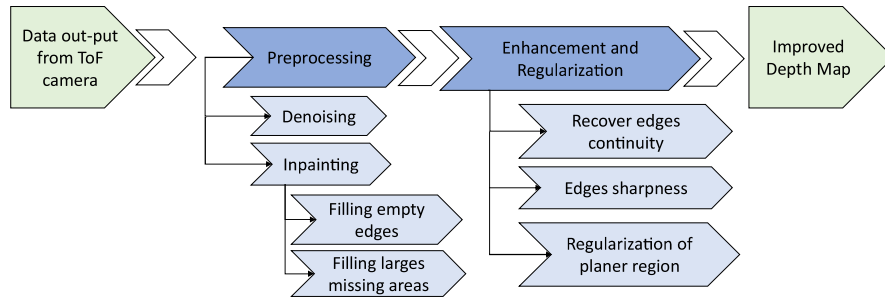 Data out-put
from ToF
camera
Preprocessing
Denoising
Inpainting
Filling empty
edges
Filling larges
missing areas
Enhancement and
Regularization
Recover edges
continuity
Edges sharpness
Regularization of
planer region
Improved
Depth Map